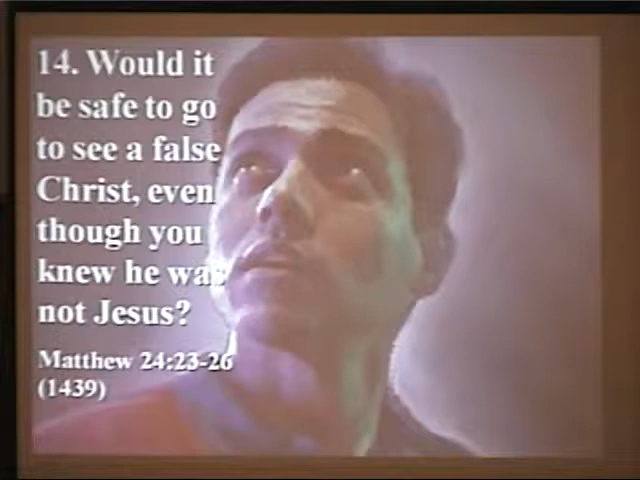 14. Would it
be safe to go
to see a false
Christ, even
though you
knew he was
not Jesus?
Matthew 24:23-26
(1439)